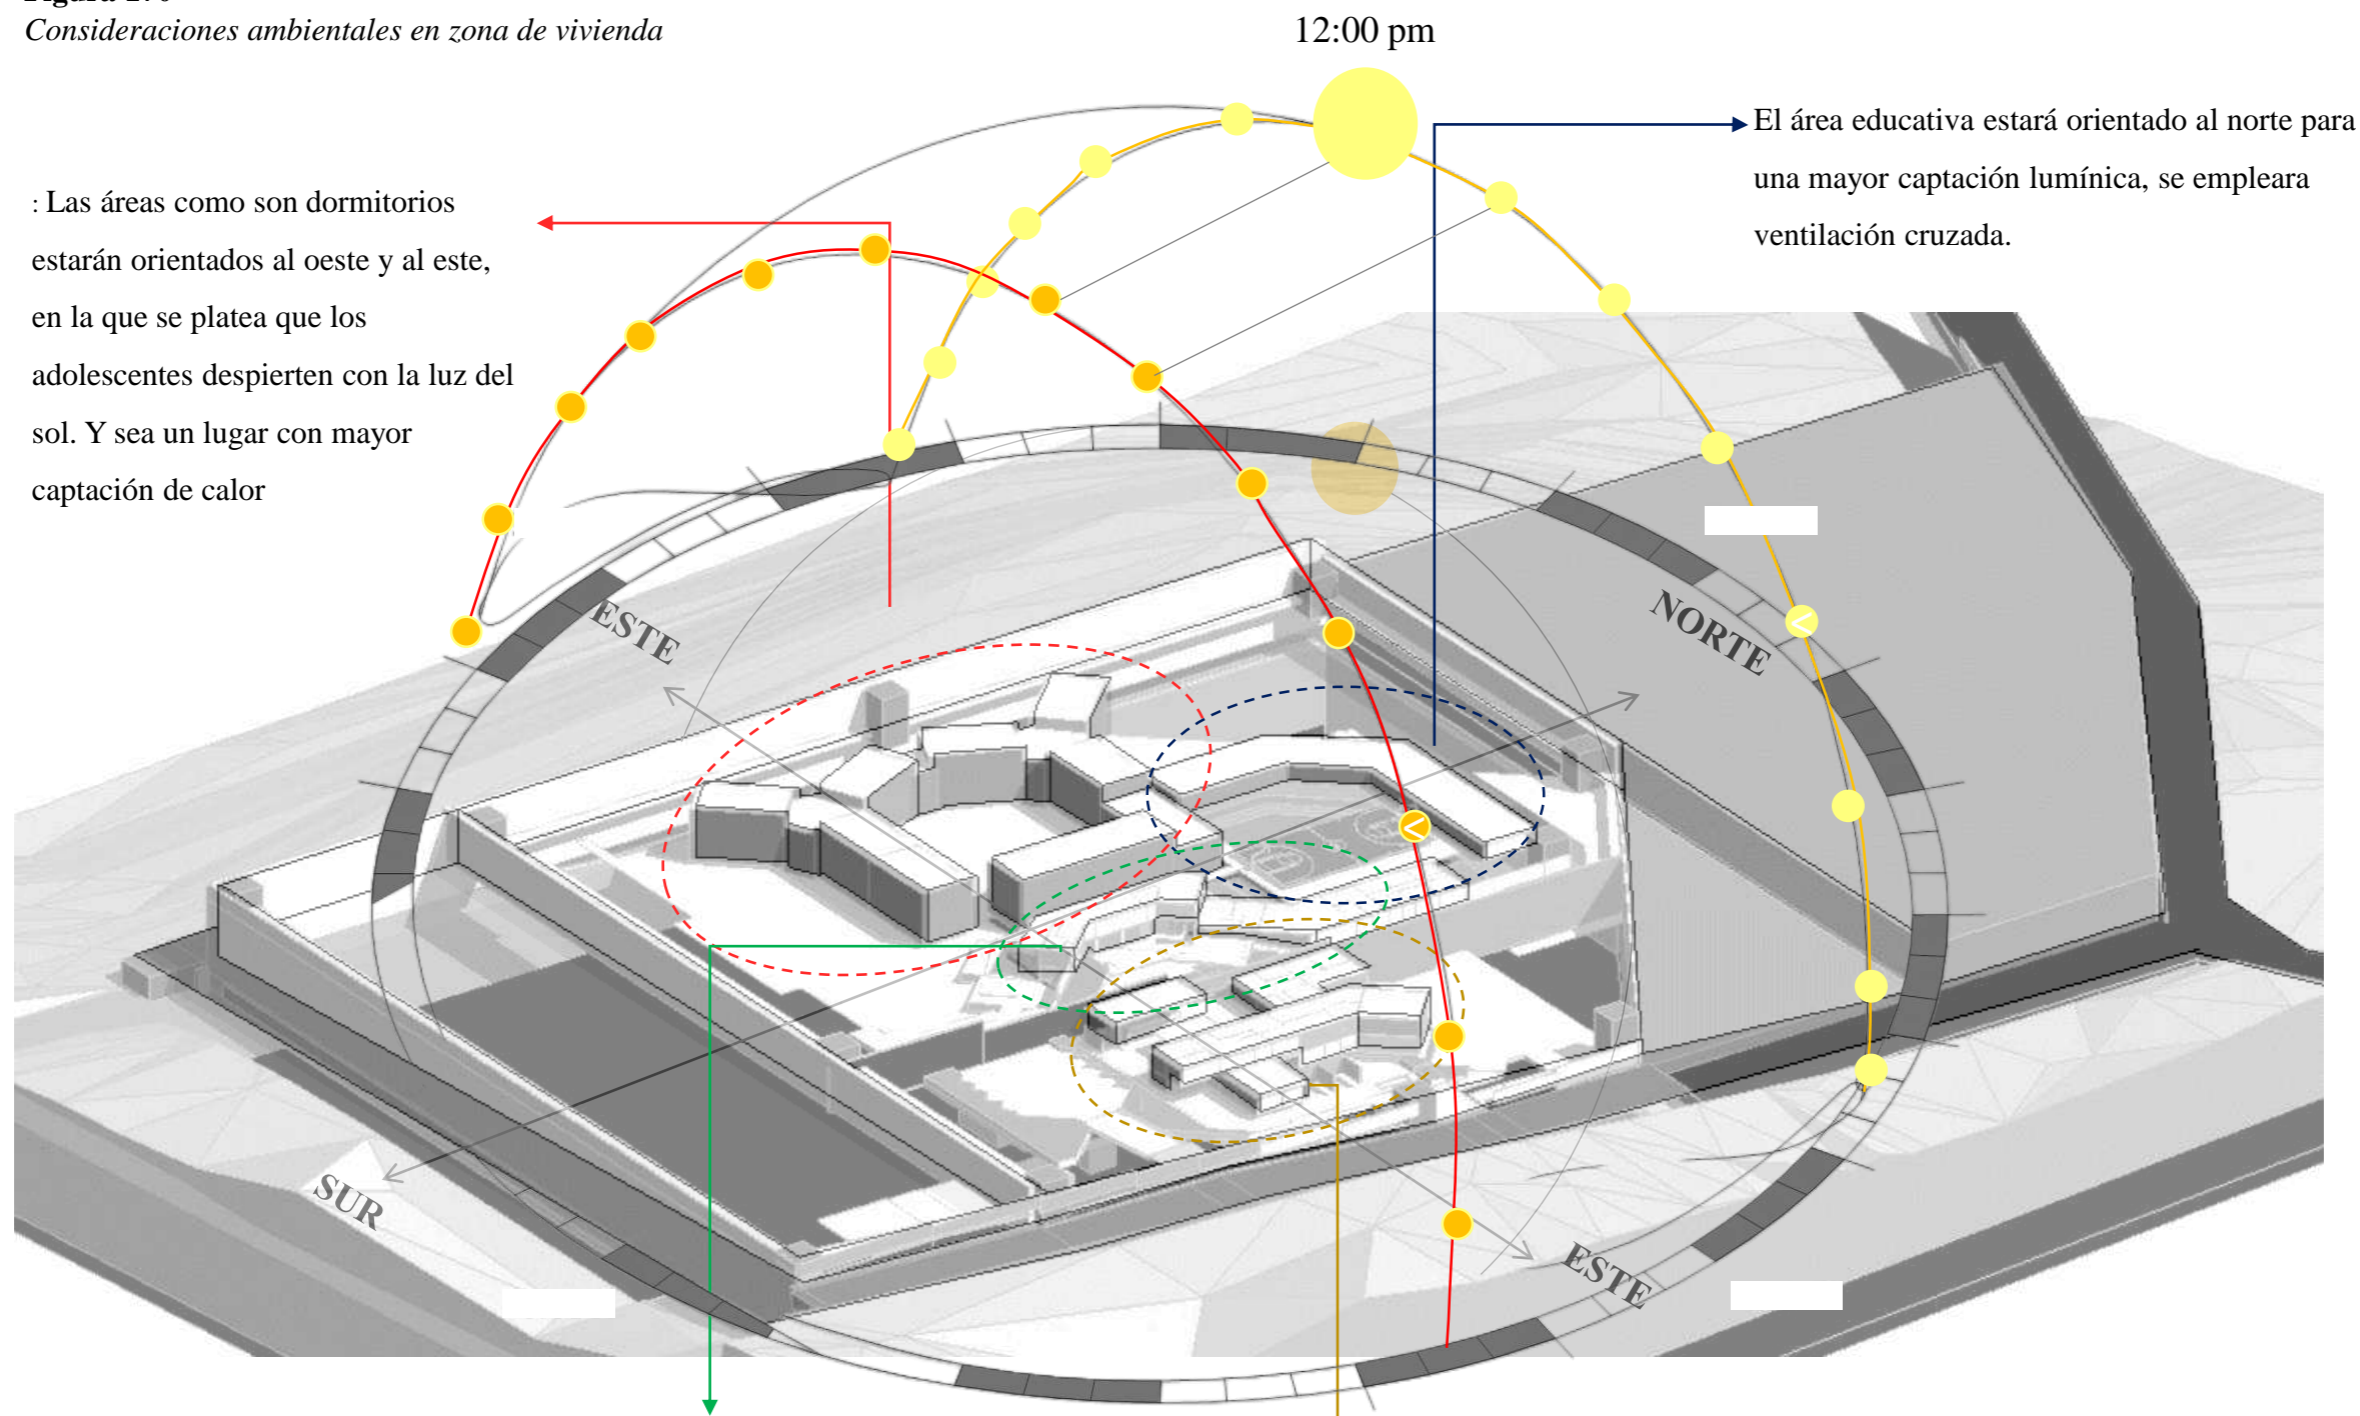 Consideraciones ambientales en zona de vivienda
12:00 pm
El área educativa estará orientado al norte para
una mayor captación lumínica, se empleara
ventilación cruzada.
: Las áreas como son dormitorios
estarán orientados al oeste y al este,
en la que se platea que los
adolescentes despierten con la luz del
sol. Y sea un lugar con mayor
captación de calor
ESTE
NORTE
SUR
ESTE